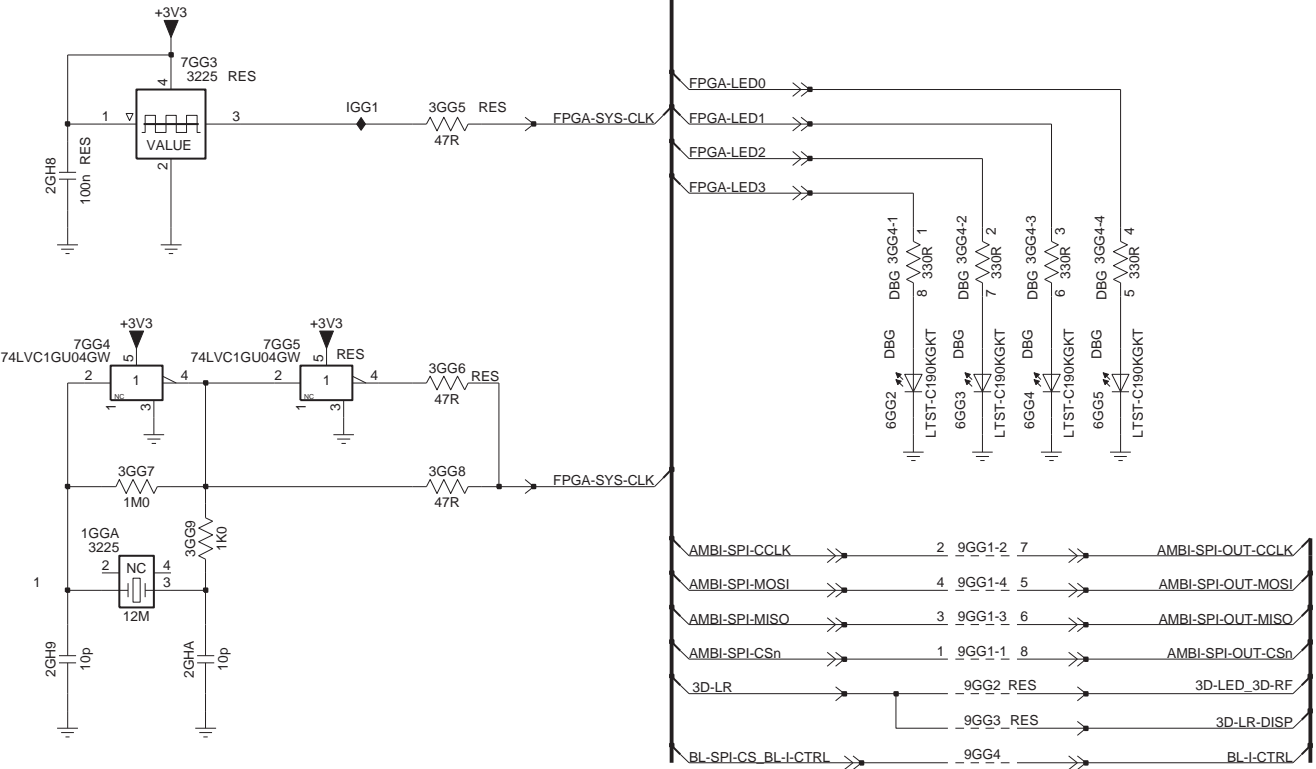 +3V3
7GG3
3225 RES
4
1
3
VALUE
2
2GH8
100n RES
IGG1
3GG5 RES
47R
FPGA-SYS-CLK
FPGA-LED0
FPGA-LED1
FPGA-LED2
FPGA-LED3
DBG 3GG4-1
1
330R
8
DBG 3GG4-2
2
330R
7
DBG 3GG4-3
3
330R
6
DBG 3GG4-4
4
330R
5
6GG2 DBG
LTST-C190KGKT
6GG3 DBG
LTST-C190KGKT
6GG4 DBG
LTST-C190KGKT
6GG5 DBG
LTST-C190KGKT
+3V3
7GG4
74LVC1GU04GW
5
2
1
4
NC
1
3
+3V3
7GG5
74LVC1GU04GW
RES
5
2
1
4
NC
1
3
3GG6 RES
47R
3GG7
1M0
3GG8
47R
FPGA-SYS-CLK
3GG9
1K0
1GGA
3225
2
NC
4
1
3
12M
2GH9
10p
2GHA
10p
AMBI-SPI-CCLK 2 9GG1-2 7 AMBI-SPI-OUT-CCLK
AMBI-SPI-MOSI 4 9GG1-4 5 AMBI-SPI-OUT-MOSI
AMBI-SPI-MISO 3 9GG1-3 6 AMBI-SPI-OUT-MISO
AMBI-SPI-CSn 1 9GG1-1 8 AMBI-SPI-OUT-CSn
3D-LR 9GG2 RES 3D-LED_3D-RF
9GG3 RES 3D-LR-DISP
BL-SPI-CS_BL-I-CTRL 9GG4 BL-I-CTRL